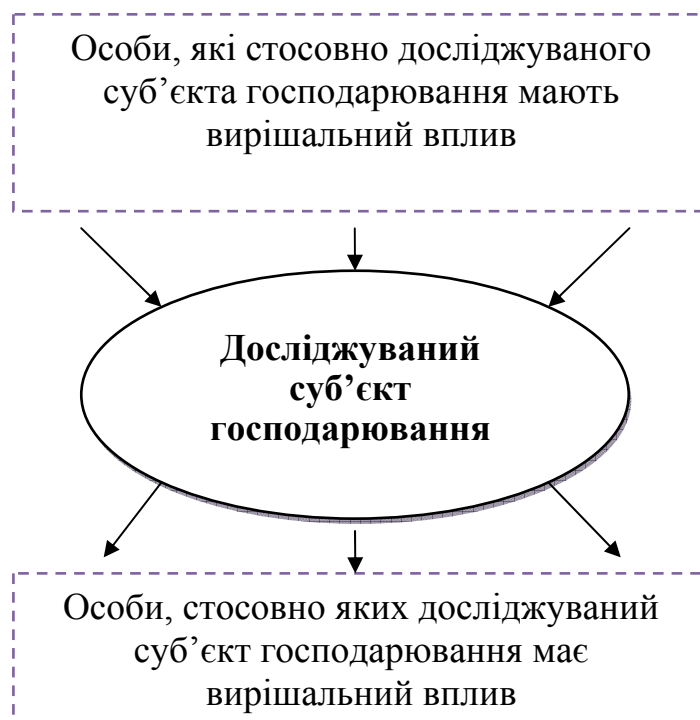 Особи, які стосовно досліджуваного
суб’єкта господарювання мають
вирішальний вплив
Досліджуваний
суб’єкт
господарювання
Особи, стосовно яких досліджуваний
суб’єкт господарювання має
вирішальний вплив